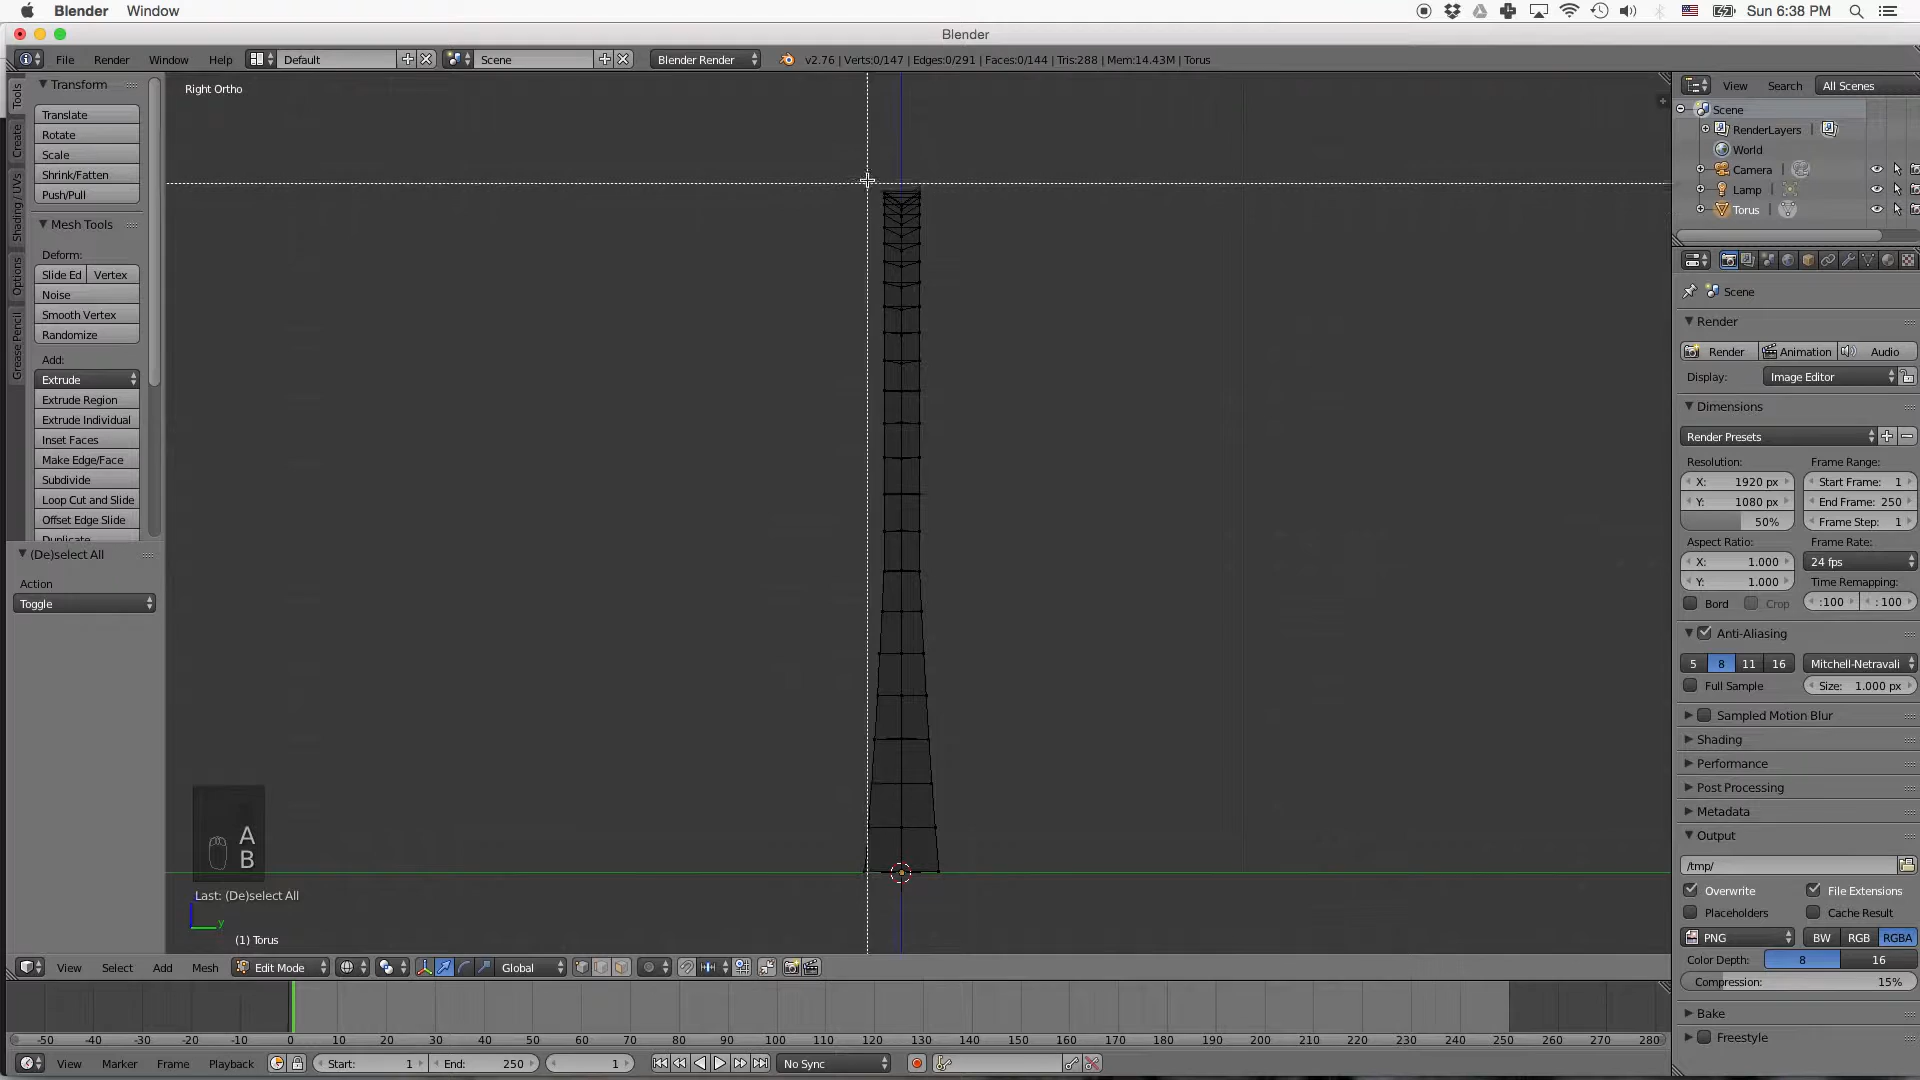 Blender Window Sun 6:38 PM
Blender
File Render Window Help Default Scene Blender Render v2.76 | Verts:0/147 | Edges:0/291 | Faces:0/144 | Tris:288 | Mem:14.43M | Torus
Tools
Create
Shading / UVs
Options
Grease Pencil
Transform
Translate
Rotate
Scale
Shrink/Fatten
Push/Pull
Mesh Tools
Deform:
Slide Ed Vertex
Noise
Smooth Vertex
Randomize
Add:
Extrude
Extrude Region
Extrude Individual
Inset Faces
Make Edge/Face
Subdivide
Loop Cut and Slide
Offset Edge Slide
Duplicate
(De)select All
Action
Toggle
Right Ortho
A
B
Last: (De)select All
y
(1) Torus
View Select Add Mesh Edit Mode Global
-50 -40 -30 -20 -10 0 10 20 30 40 50 60 70 80 90 100 110 120 130 140 150 160 170 180 190 200 210 220 230 240 250 260 270 280
View Marker Frame Playback Start: 1 End: 250 1 No Sync
View Search All Scenes
Scene
RenderLayers
World
Camera
Lamp
Torus
Scene
Render
Render Animation Audio
Display: Image Editor
Dimensions
Render Presets
Resolution: Frame Range:
X: 1920 px Start Frame: 1
Y: 1080 px End Frame: 250
50% Frame Step: 1
Aspect Ratio: Frame Rate:
X: 1.000 24 fps
Y: 1.000 Time Remapping:
Bord Crop :100 : 100
Anti-Aliasing
5 8 11 16 Mitchell-Netravali
Full Sample Size: 1.000 px
Sampled Motion Blur
Shading
Performance
Post Processing
Metadata
Output
/tmp/
Overwrite File Extensions
Placeholders Cache Result
PNG BW RGB RGBA
Color Depth: 8 16
Compression: 15%
Bake
Freestyle